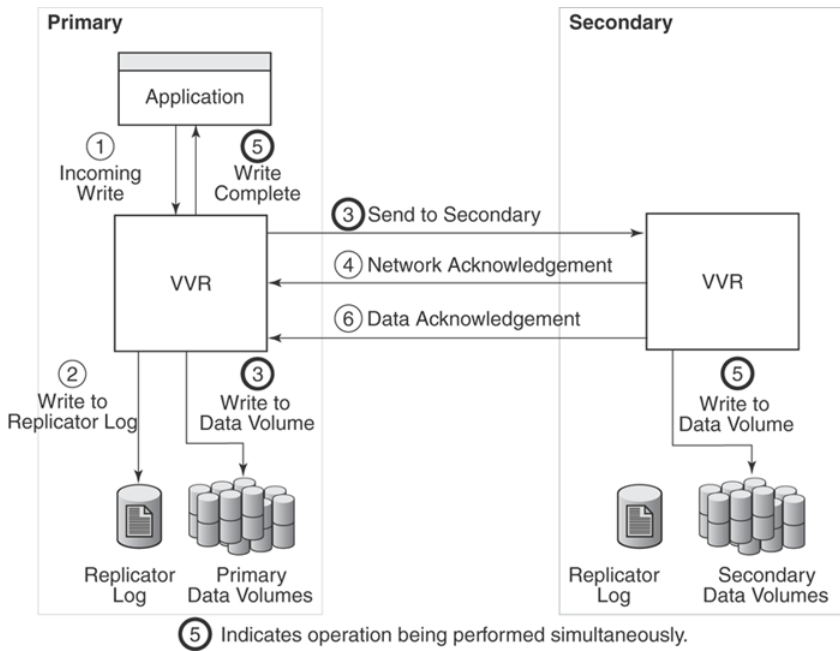 Primary
Secondary
Application
1
Incoming
Write
5
Write
Complete
3 Send to Secondary
4 Network Acknowledgement
6 Data Acknowledgement
VVR
VVR
2
Write to
Replicator Log
3
Write to
Data Volume
5
Write to
Data Volume
Replicator
Log
Primary
Data Volumes
Replicator
Log
Secondary
Data Volumes
5 Indicates operation being performed simultaneously.